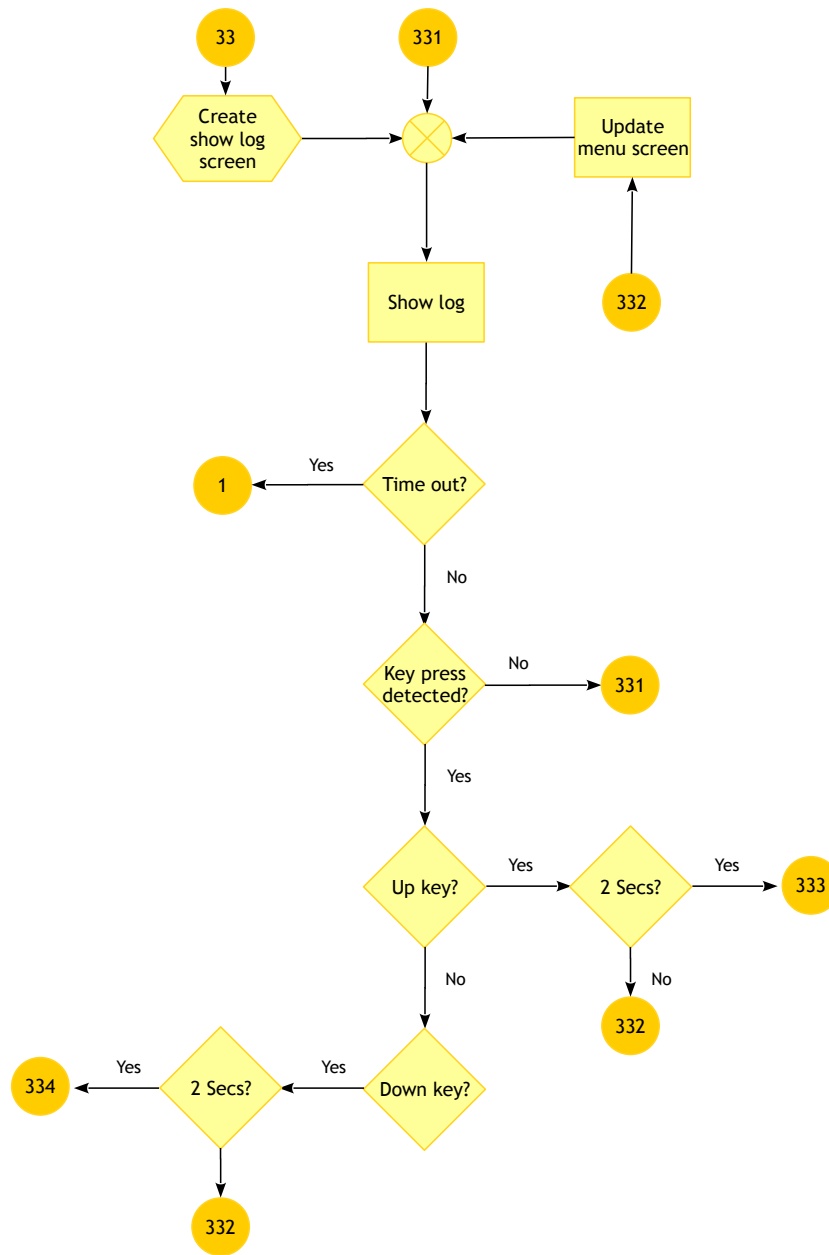 33
331
Create
show log
screen
Update
menu screen
Show log
332
Yes
1
Time out?
No
Key press
detected?
No
331
Yes
Up key?
Yes
2 Secs?
Yes
333
No
No
332
334
Yes
2 Secs?
Yes
Down key?
332